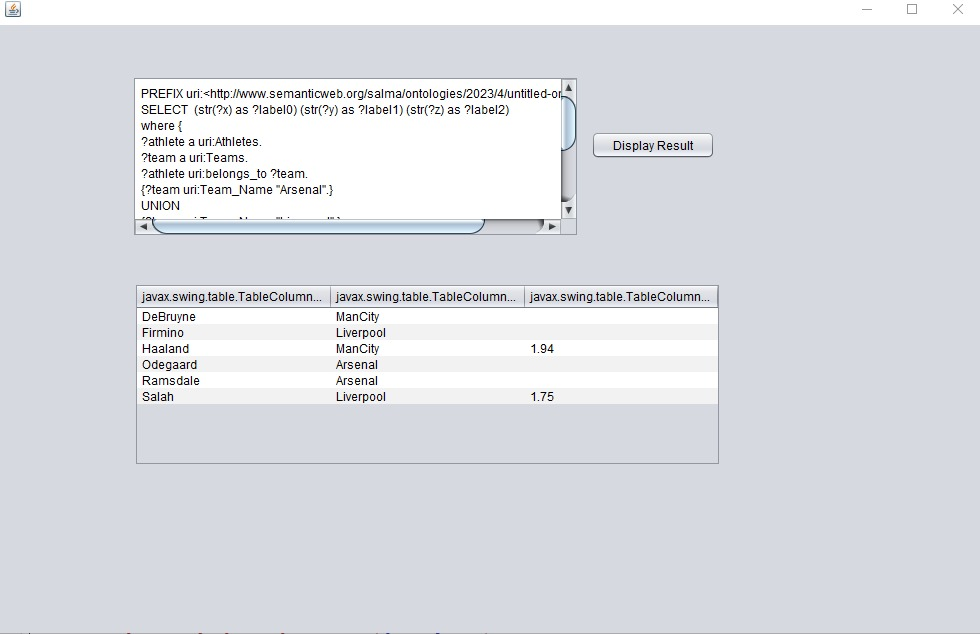 PREFIX uri:<http://www.semanticweb.org/salma/ontologies/2023/4/untitled-or
SELECT (str(?x) as ?label0) (str(?y) as ?label1) (str(?z) as ?label2)
where {
?athlete a uri:Athletes.
?team a uri:Teams.
?athlete uri:belongs_to ?team.
{?team uri:Team_Name "Arsenal".}
UNION
Display Result
javax.swing.table.TableColumn... javax.swing.table.TableColumn... javax.swing.table.TableColumn...
DeBruyne ManCity
Firmino Liverpool
Haaland ManCity 1.94
Odegaard Arsenal
Ramsdale Arsenal
Salah Liverpool 1.75